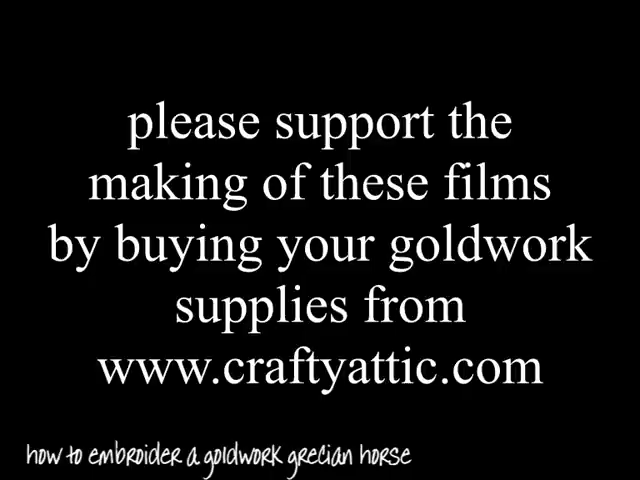 please support the
making of these films
by buying your goldwork
supplies from
www.craftyattic.com
how to embroider a goldwork grecian horse